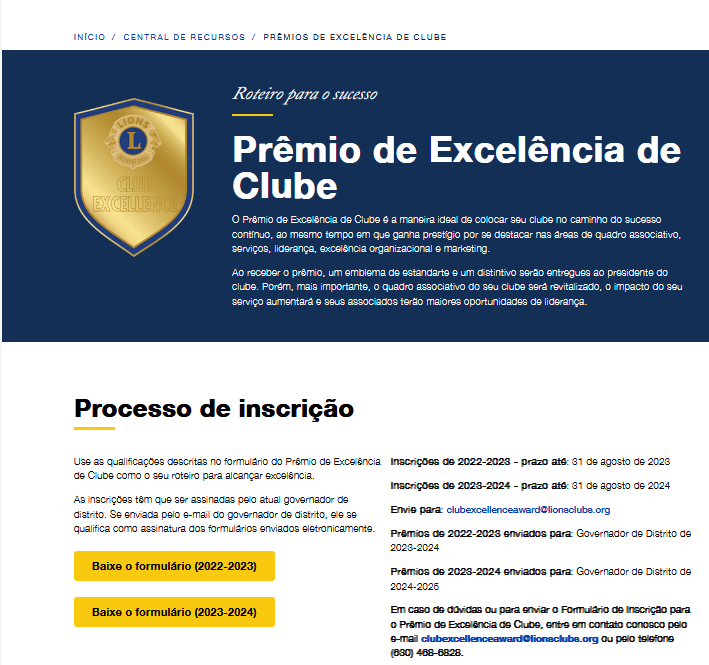 INÍCIO / CENTRAL DE RECURSOS / PRÊMIOS DE EXCELÊNCIA DE CLUBE
Roteiro para o sucesso
LIONS
L
INTERNATIONAL
CLUB
EXCELLENCE
Prêmio de Excelência de
Clube
O Prêmio de Excelência de Clube é a maneira ideal de colocar seu clube no caminho do sucesso
contínuo, ao mesmo tempo em que ganha prestígio por se destacar nas áreas de quadro associativo,
serviços, liderança, excelência organizacional e marketing.
Ao receber o prêmio, um emblema de estandarte e um distintivo serão entregues ao presidente do
clube. Porém, mais importante, o quadro associativo do seu clube será revitalizado, o impacto do seu
serviço aumentará e seus associados terão maiores oportunidades de liderança.
Processo de inscrição
Use as qualificações descritas no formulário do Prêmio de Excelência
de Clube como o seu roteiro para alcançar excelência.
As inscrições têm que ser assinadas pelo atual governador de
distrito. Se enviada pelo e-mail do governador de distrito, ele se
qualifica como assinatura dos formulários enviados eletronicamente.
Baixe o formulário (2022-2023)
Baixe o formulário (2023-2024)
Inscrições de 2022-2023 - prazo até: 31 de agosto de 2023
Inscrições de 2023-2024 - prazo até: 31 de agosto de 2024
Envie para: clubexcellenceaward@lionsclubs.org
Prêmios de 2022-2023 enviados para: Governador de Distrito de
2023-2024
Prêmios de 2023-2024 enviados para: Governador de Distrito de
2024-2025
Em caso de dúvidas ou para enviar o Formulário de Inscrição para
o Prêmio de Excelência de Clube, entre em contato conosco pelo
e-mail clubexcellenceaward@lionsclubs.org ou pelo telefone
(630) 468-6828.